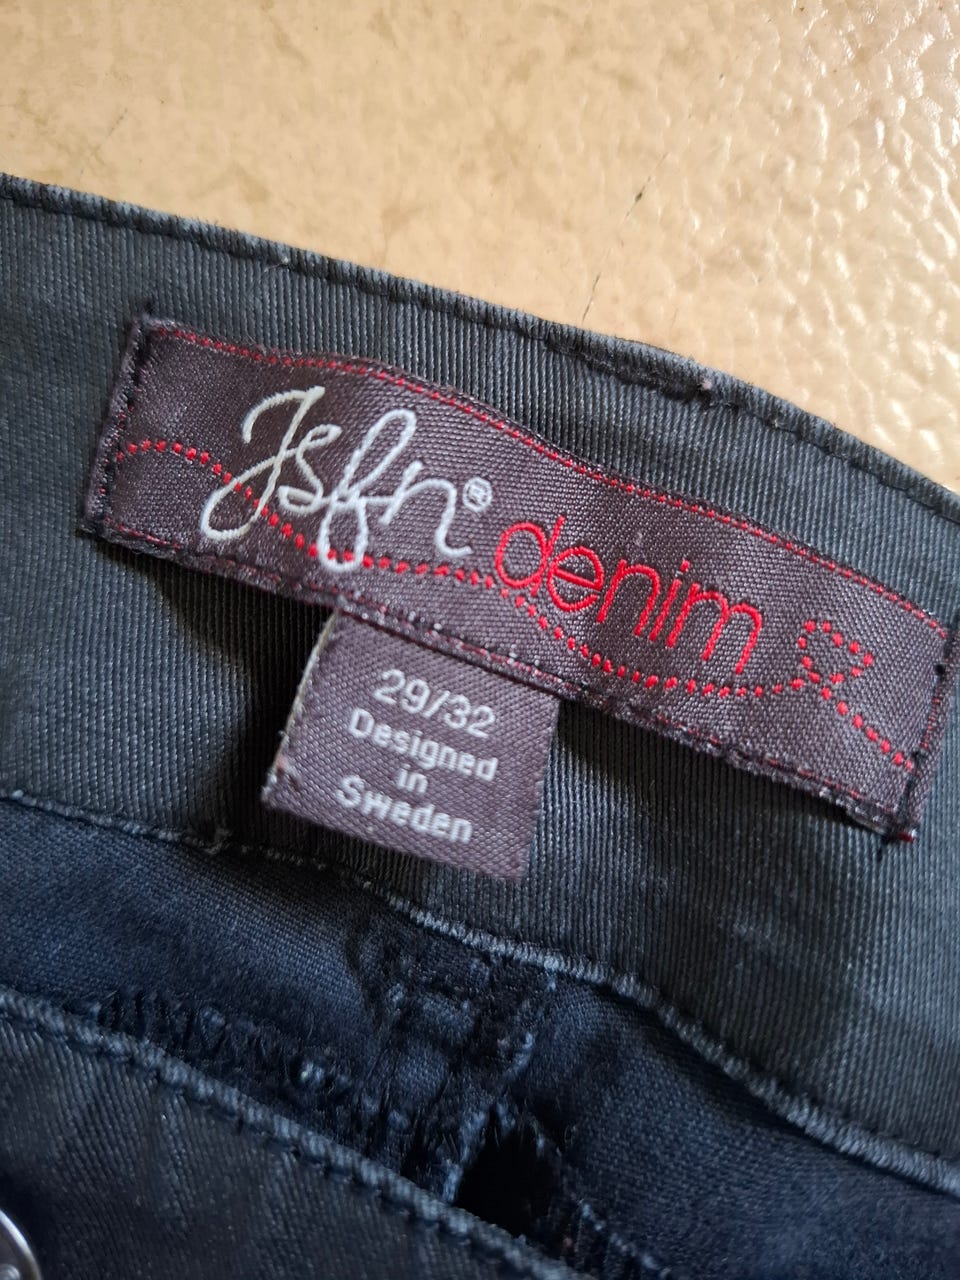 Jsfn® denim
29/32
Designed
in
Sweden